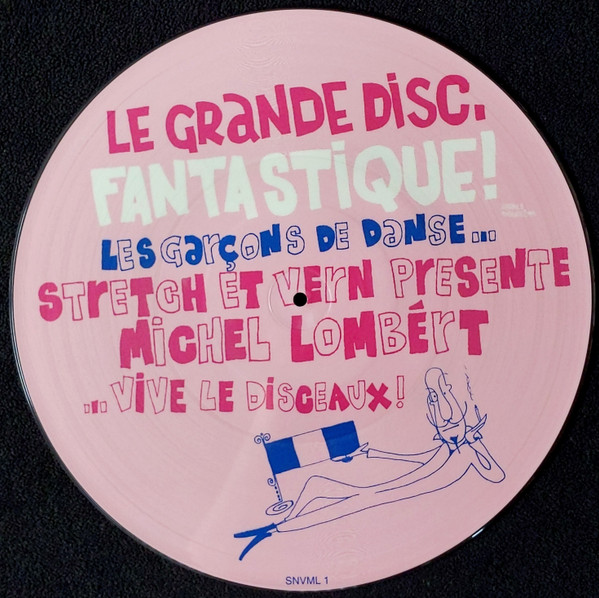 LE GRANDE DISC.
FANTASTIQUE!
LES GARÇONS DE DANSE...
STRETCH ET VERN PRESENTE
MICHEL LOMBÉRT
...VIVE LE DISCEAUX!
SNVML 1